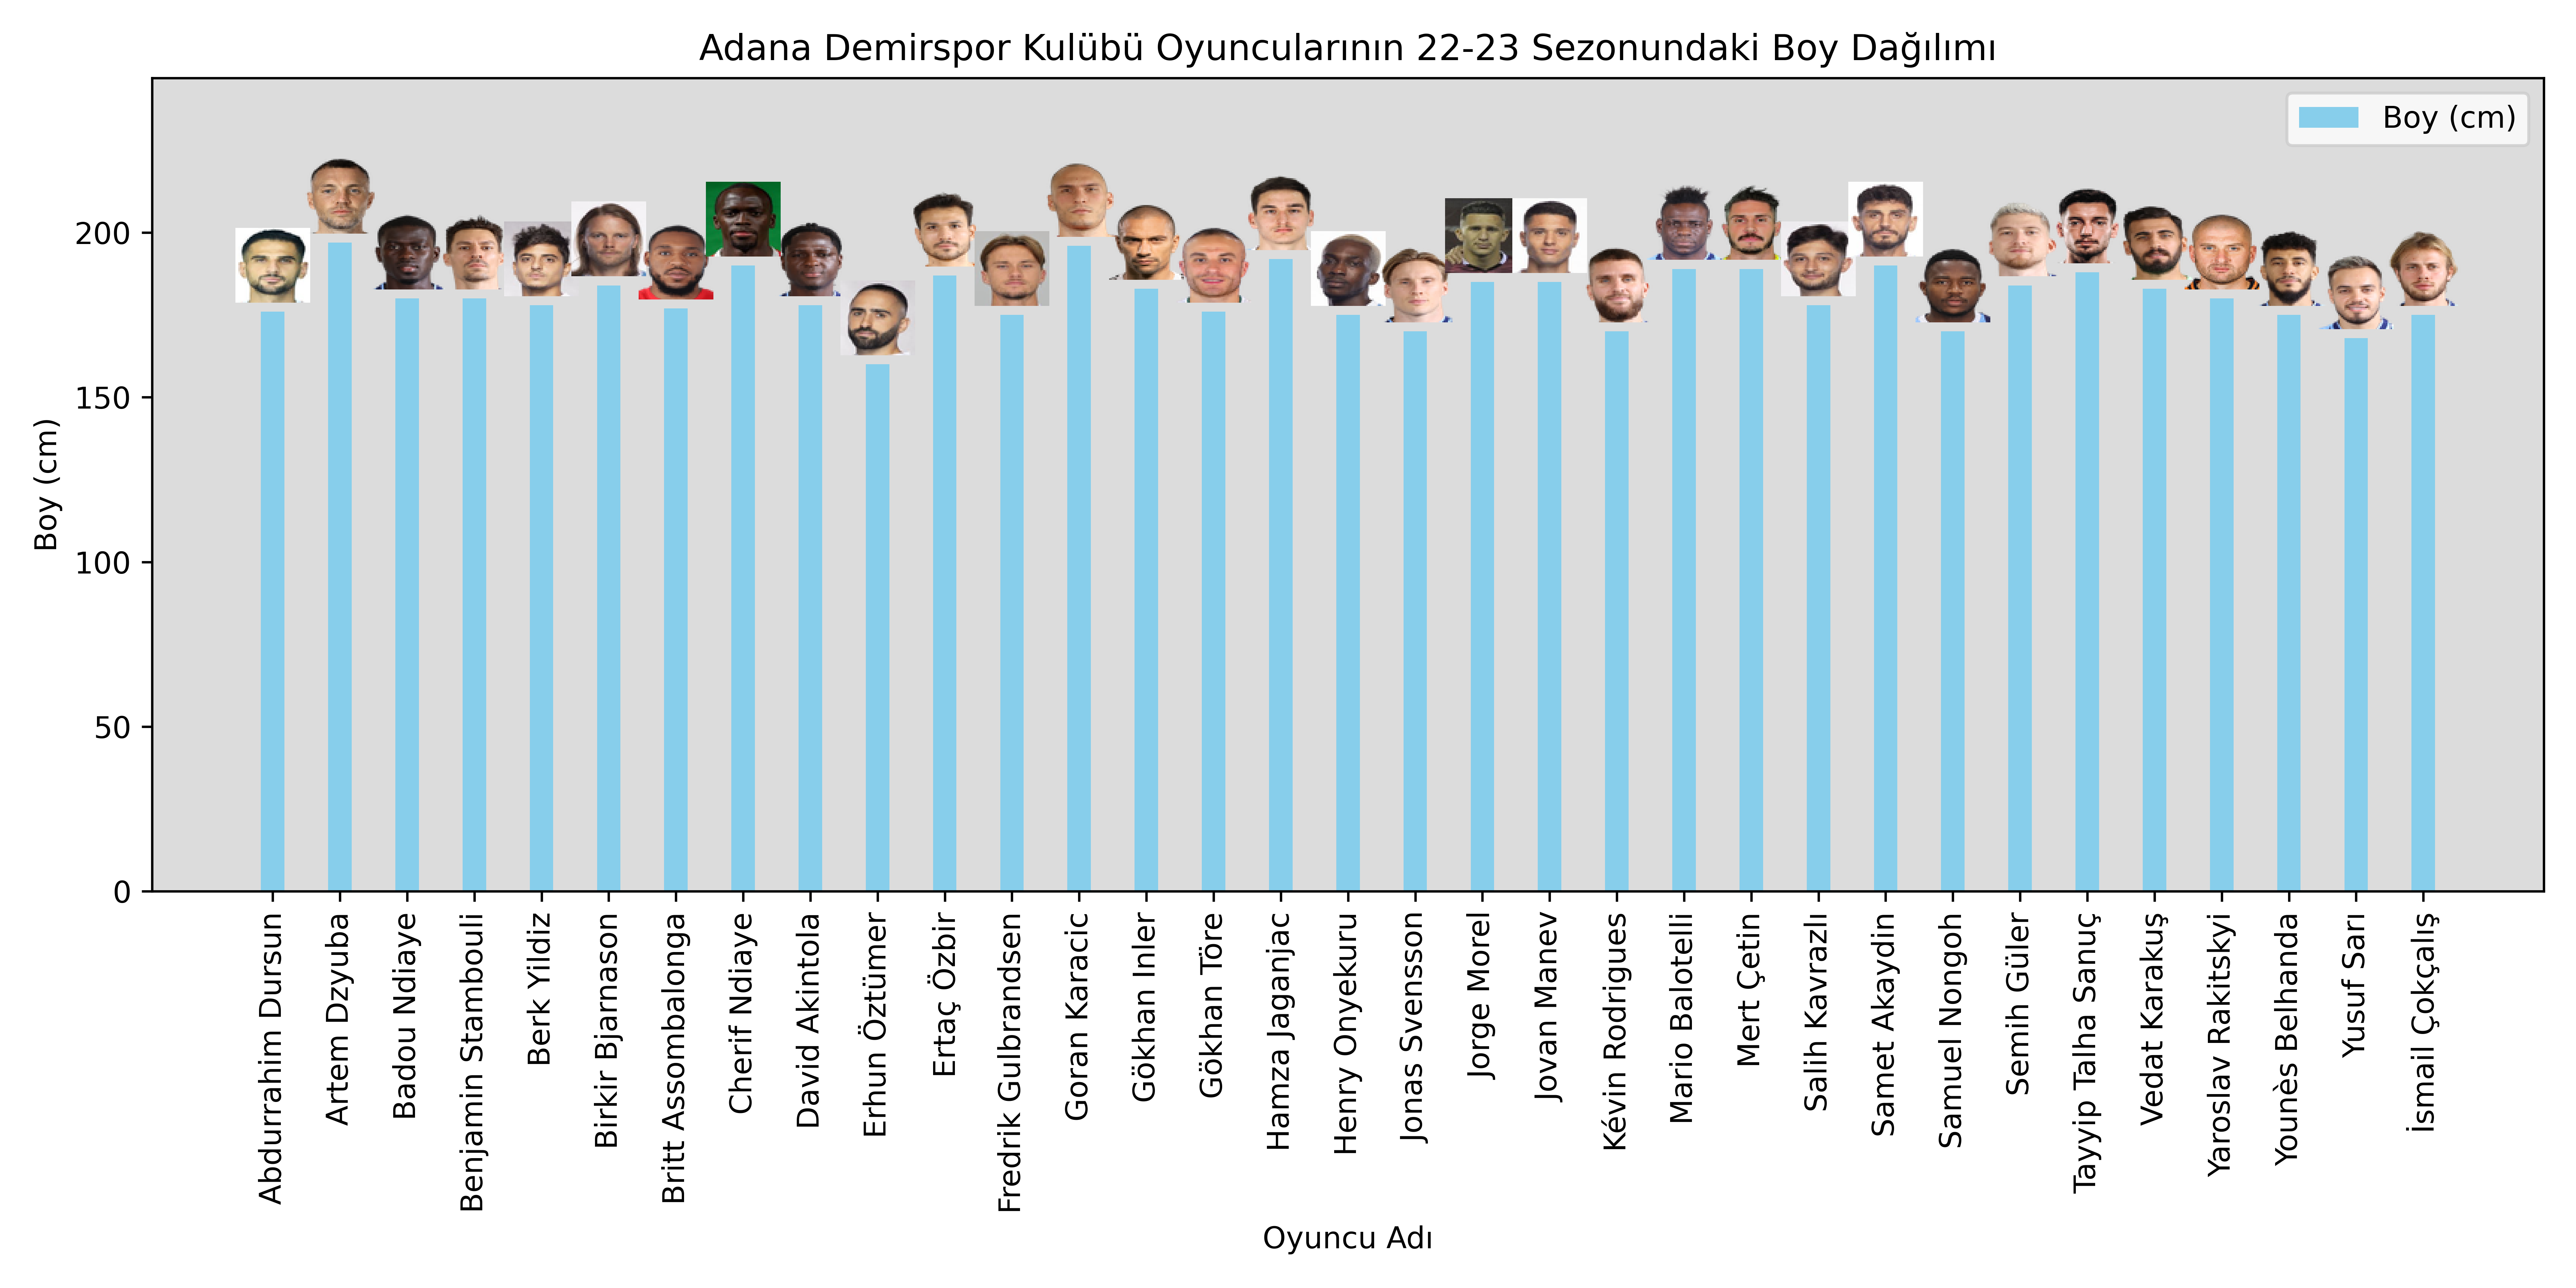 Adana Demirspor Kulübü Oyuncularının 22-23 Sezonundaki Boy Dağılımı
Boy (cm)
Boy (cm)
200
150
100
50
0
Abdurrahim Dursun
Artem Dzyuba
Badou Ndiaye
Benjamin Stambouli
Berk Yildiz
Birkir Bjarnason
Britt Assombalonga
Cherif Ndiaye
David Akintola
Erhun Öztümer
Ertaç Özbir
Fredrik Gulbrandsen
Goran Karacic
Gökhan Inler
Gökhan Töre
Hamza Jaganjac
Henry Onyekuru
Jonas Svensson
Jorge Morel
Jovan Manev
Kévin Rodrigues
Mario Balotelli
Mert Çetin
Salih Kavrazlı
Samet Akaydin
Samuel Nongoh
Semih Güler
Tayyip Talha Sanuç
Vedat Karakuş
Yaroslav Rakitskyi
Younès Belhanda
Yusuf Sarı
İsmail Çokçalış
Oyuncu Adı